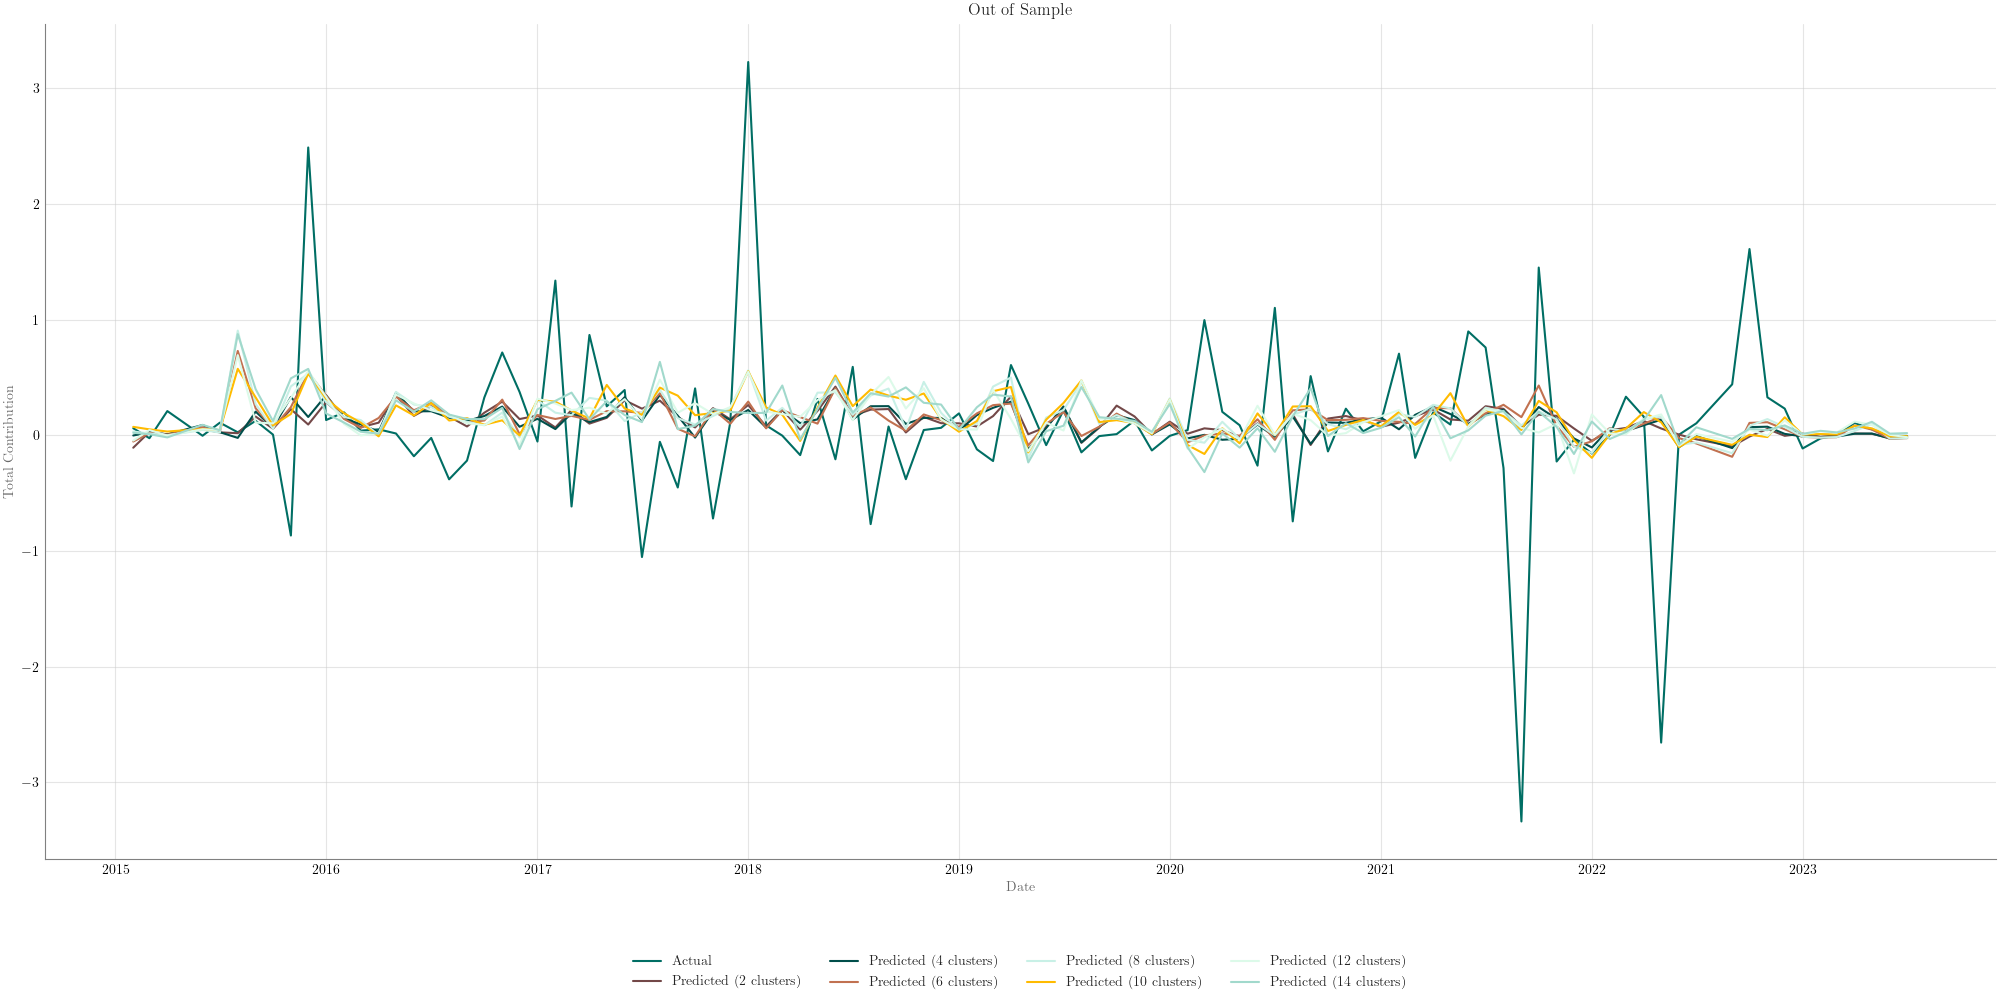 Out of Sample
Total Contribution
3
2
1
0
−1
−2
−3
2015 2016 2017 2018 2019 2020 2021 2022 2023
Date
Actual Predicted (4 clusters) Predicted (8 clusters) Predicted (12 clusters)
Predicted (2 clusters) Predicted (6 clusters) Predicted (10 clusters) Predicted (14 clusters)